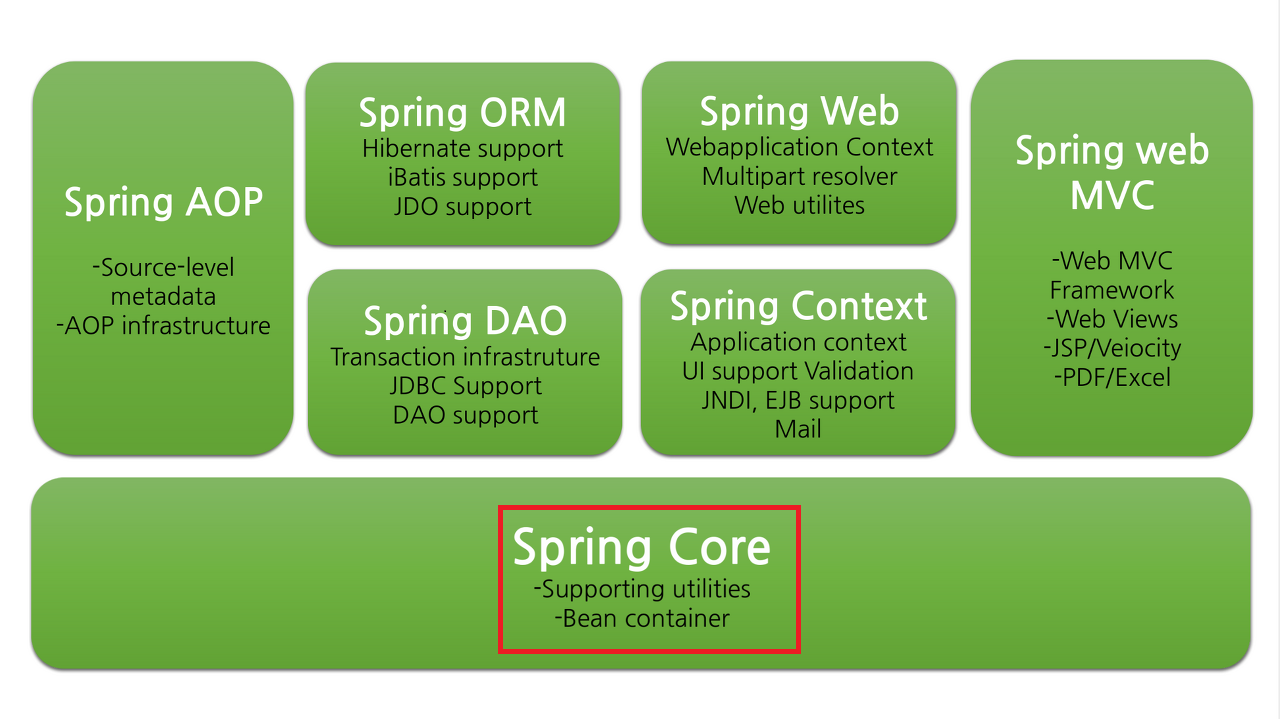 Spring AOP
-Source-level
metadata
-AOP infrastructure
Spring ORM
Hibernate support
iBatis support
JDO support
Spring Web
Webapplication Context
Multipart resolver
Web utilites
Spring DAO
Transaction infrastruture
JDBC Support
DAO support
Spring Context
Application context
UI support Validation
JNDI, EJB support
Mail
Spring web
MVC
-Web MVC
Framework
-Web Views
-JSP/Veiocity
-PDF/Excel
Spring Core
-Supporting utilities
-Bean container